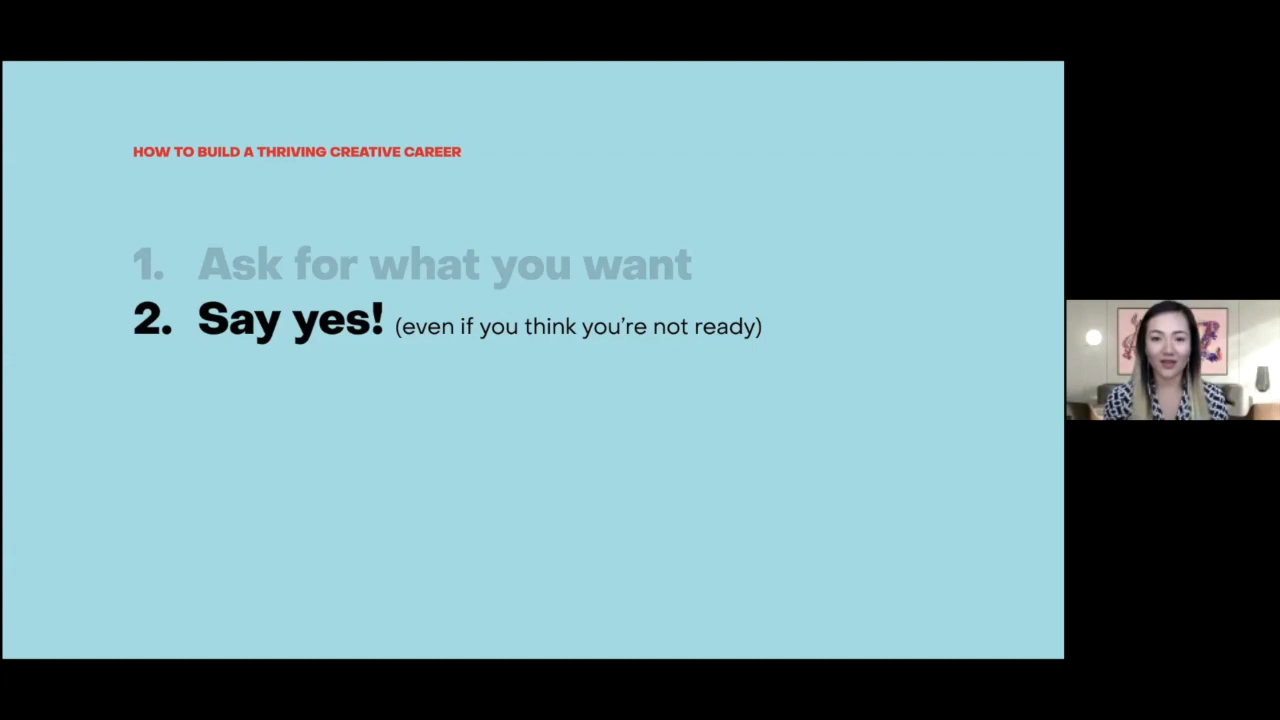 HOW TO BUILD A THRIVING CREATIVE CAREER
1. Ask for what you want
2. Say yes! (even if you think you’re not ready)